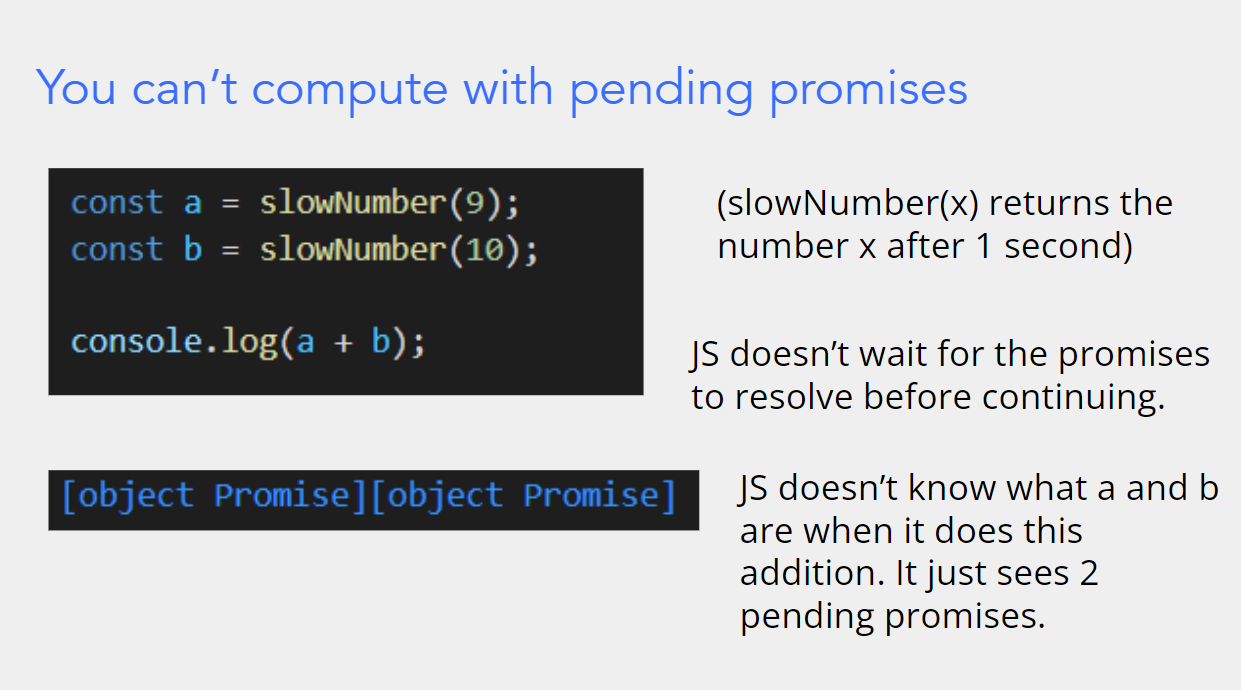 You can’t compute with pending promises
const a = slowNumber(9);
const b = slowNumber(10);
console.log(a + b);
(slowNumber(x) returns the
number x after 1 second)
JS doesn’t wait for the promises
to resolve before continuing.
[object Promise][object Promise]
JS doesn’t know what a and b
are when it does this
addition. It just sees 2
pending promises.